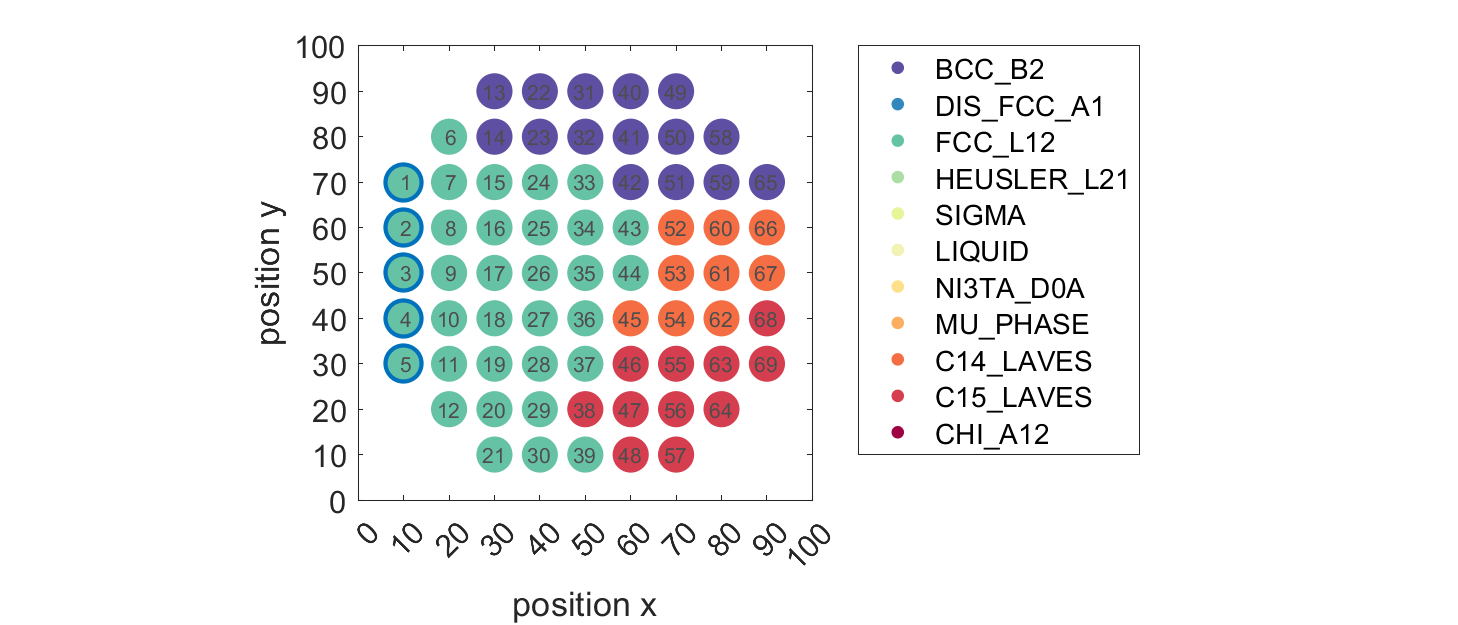 100
90
80
70
60
50
40
30
20
10
0
position y
13 22 31 40 49
6 14 23 32 41 50 58
1 7 15 24 33 42 51 59 65
2 8 16 25 34 43 52 60 66
3 9 17 26 35 44 53 61 67
4 10 18 27 36 45 54 62 68
5 11 19 28 37 46 55 63 69
12 20 29 38 47 56 64
21 30 39 48 57
0 10 20 30 40 50 60 70 80 90 100
position x
BCC_B2
DIS_FCC_A1
FCC_L12
HEUSLER_L21
SIGMA
LIQUID
NI3TA_D0A
MU_PHASE
C14_LAVES
C15_LAVES
CHI_A12